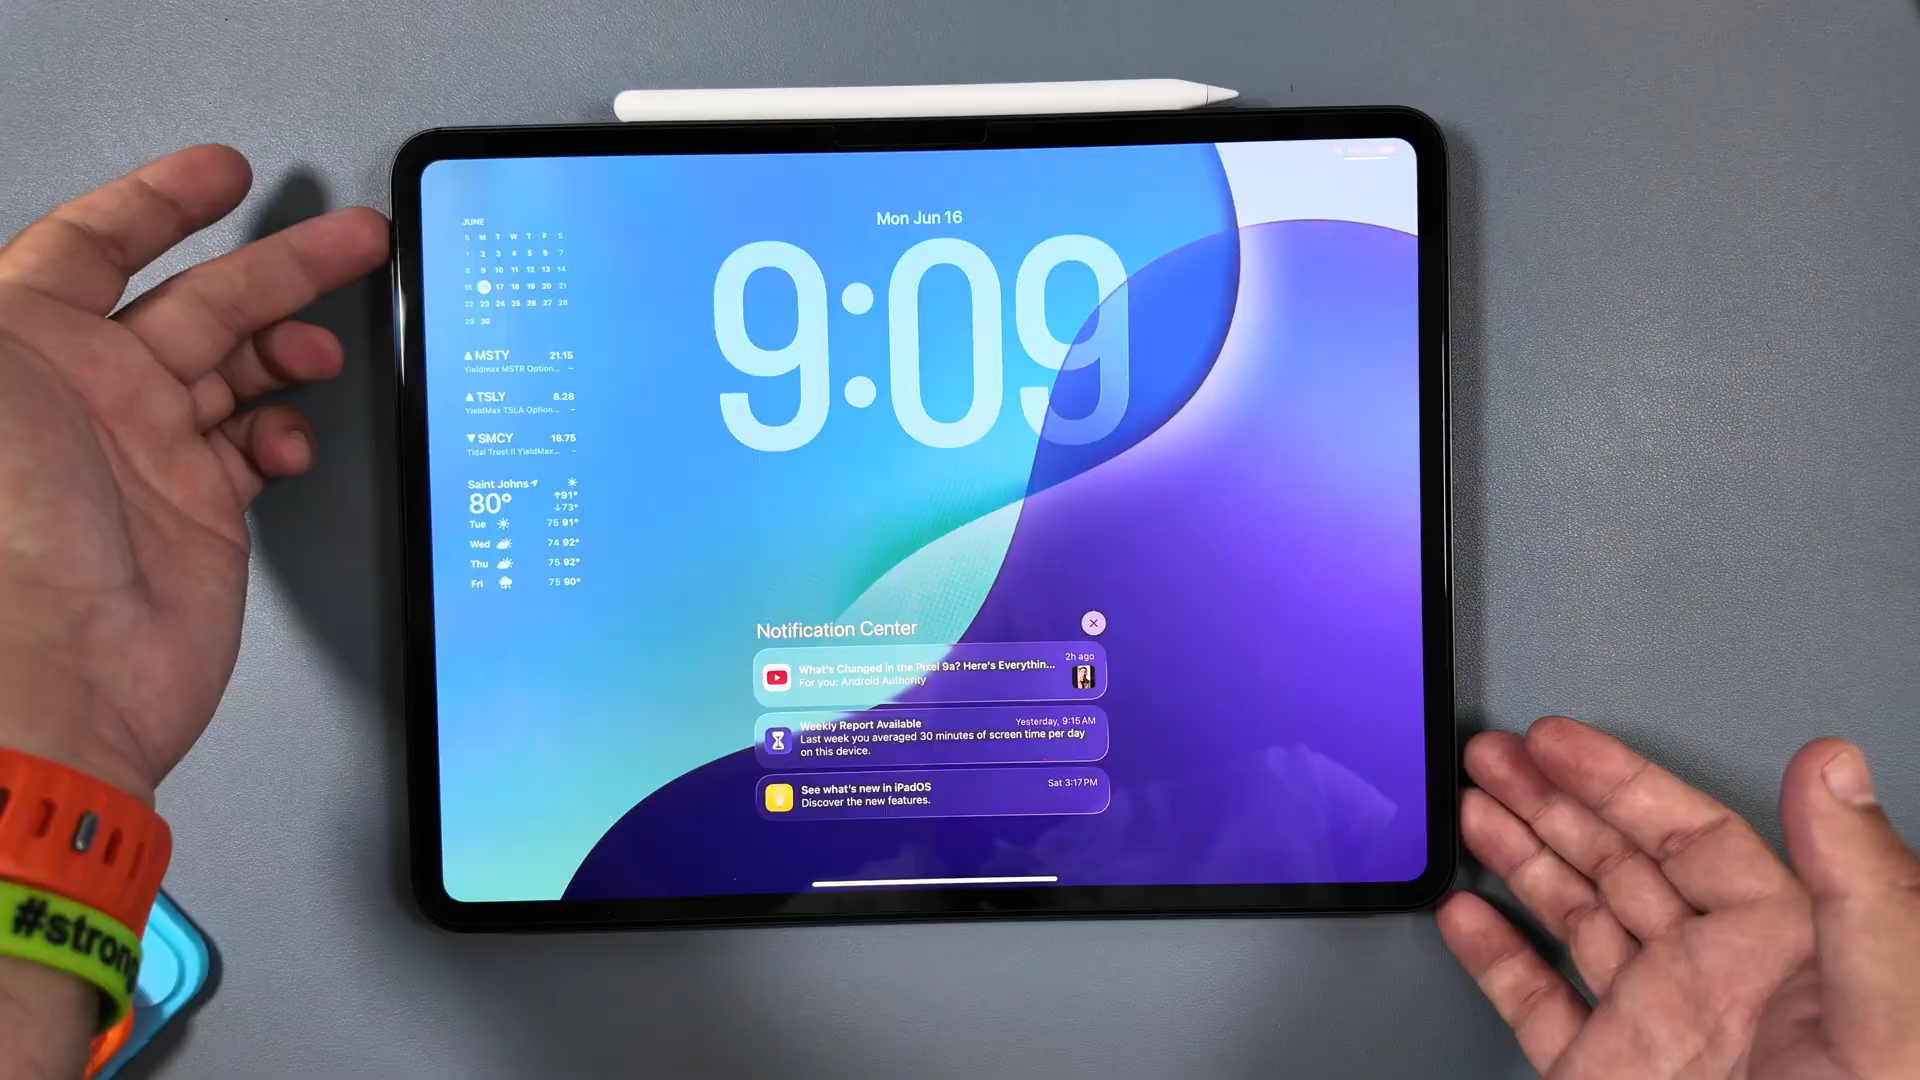 Mon Jun 16
9:09
JUNE
S M T W T F S
1 2 3 4 5 6 7
8 9 10 11 12 13 14
15 16 17 18 19 20 21
22 23 24 25 26 27 28
29 30
▲ MSTY 21.15
Yieldmax MSTR Option... –
▲ TSLY 8.28
YieldMax TSLA Option... –
▼ SMCY 18.75
Tidal Trust II YieldMax... –
Saint Johns
80° ↑91°
↓73°
Tue 75 91°
Wed 74 92°
Thu 75 92°
Fri 75 90°
Notification Center
What's Changed in the Pixel 9a? Here's Everythin... 2h ago
For you: Android Authority
Weekly Report Available Yesterday, 9:15 AM
Last week you averaged 30 minutes of screen time per day
on this device.
See what's new in iPadOS Sat 3:17 PM
Discover the new features.
#strong